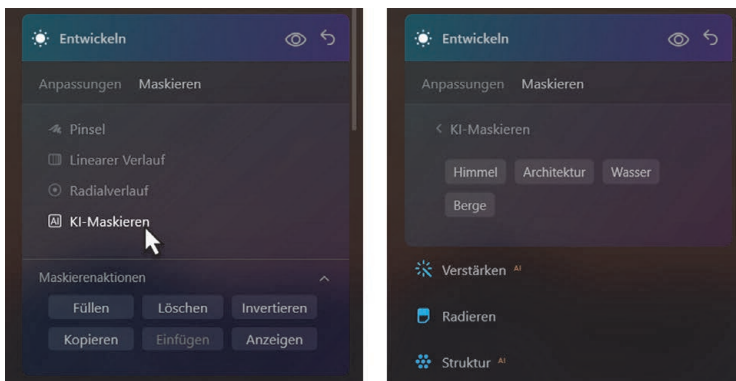 Entwickeln
Anpassungen Maskieren
Pinsel
Linearer Verlauf
Radialverlauf
AI KI-Maskieren
Maskierenaktionen
Füllen Löschen Invertieren
Kopieren Einfügen Anzeigen
Entwickeln
Anpassungen Maskieren
KI-Maskieren
Himmel Architektur Wasser
Berge
Verstärken AI
Radieren
Struktur AI